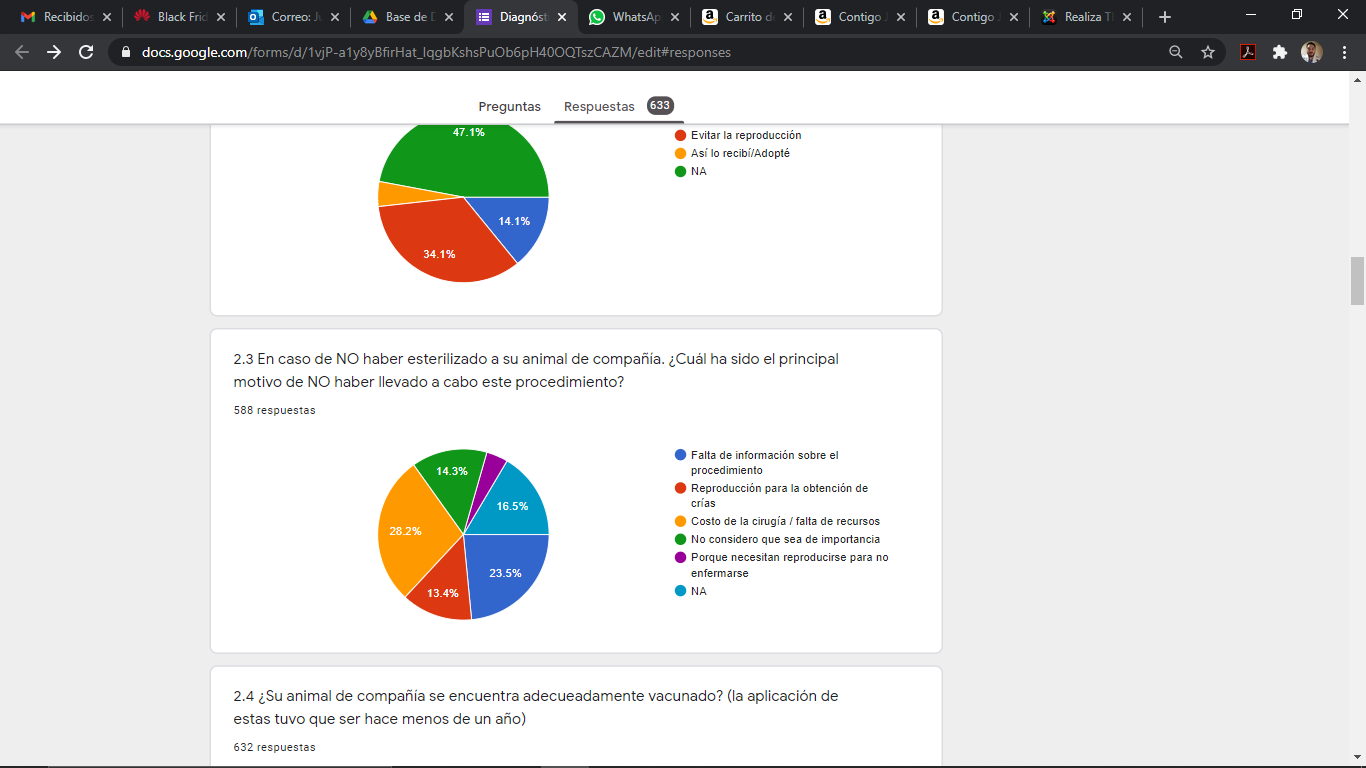 Recibidos
Black Frid
Correo: Ju
Base de D
Diagnósti
WhatsAp
Carrito de
Contigo J
Contigo J
Realiza Th
docs.google.com/forms/d/1vjP-a1y8yBfirHat_IqgbKshsPuOb6pH40OQTszCAZM/edit#responses
Preguntas
Respuestas 633
47.1%
14.1%
34.1%
Evitar la reproducción
Así lo recibí/Adopté
NA
2.3 En caso de NO haber esterilizado a su animal de compañía. ¿Cuál ha sido el principal
motivo de NO haber llevado a cabo este procedimiento?
588 respuestas
14.3%
16.5%
28.2%
23.5%
13.4%
Falta de información sobre el
procedimiento
Reproducción para la obtención de
crías
Costo de la cirugía / falta de recursos
No considero que sea de importancia
Porque necesitan reproducirse para no
enfermarse
NA
2.4 ¿Su animal de compañía se encuentra adecueadamente vacunado? (la aplicación de
estas tuvo que ser hace menos de un año)
632 respuestas